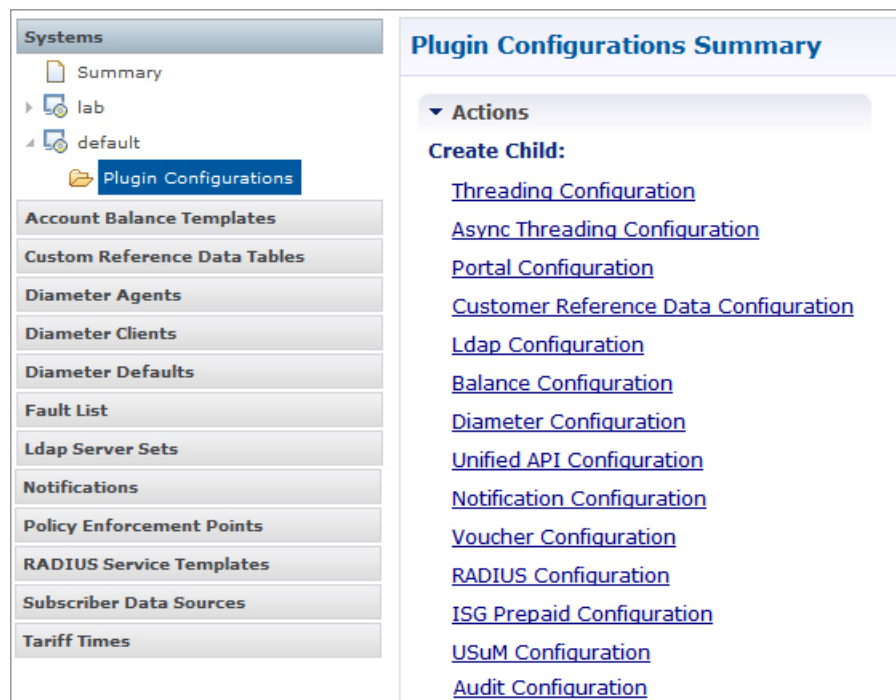 Systems
Summary
lab
default
Plugin Configurations
Account Balance Templates
Custom Reference Data Tables
Diameter Agents
Diameter Clients
Diameter Defaults
Fault List
Ldap Server Sets
Notifications
Policy Enforcement Points
RADIUS Service Templates
Subscriber Data Sources
Tariff Times
Plugin Configurations Summary
Actions
Create Child:
Threading Configuration
Async Threading Configuration
Portal Configuration
Customer Reference Data Configuration
Ldap Configuration
Balance Configuration
Diameter Configuration
Unified API Configuration
Notification Configuration
Voucher Configuration
RADIUS Configuration
ISG Prepaid Configuration
USuM Configuration
Audit Configuration